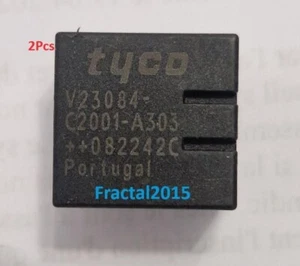 2Pcs
tyco
V23084-
C2001-A303
++082242C
Portugal
Fractal2015